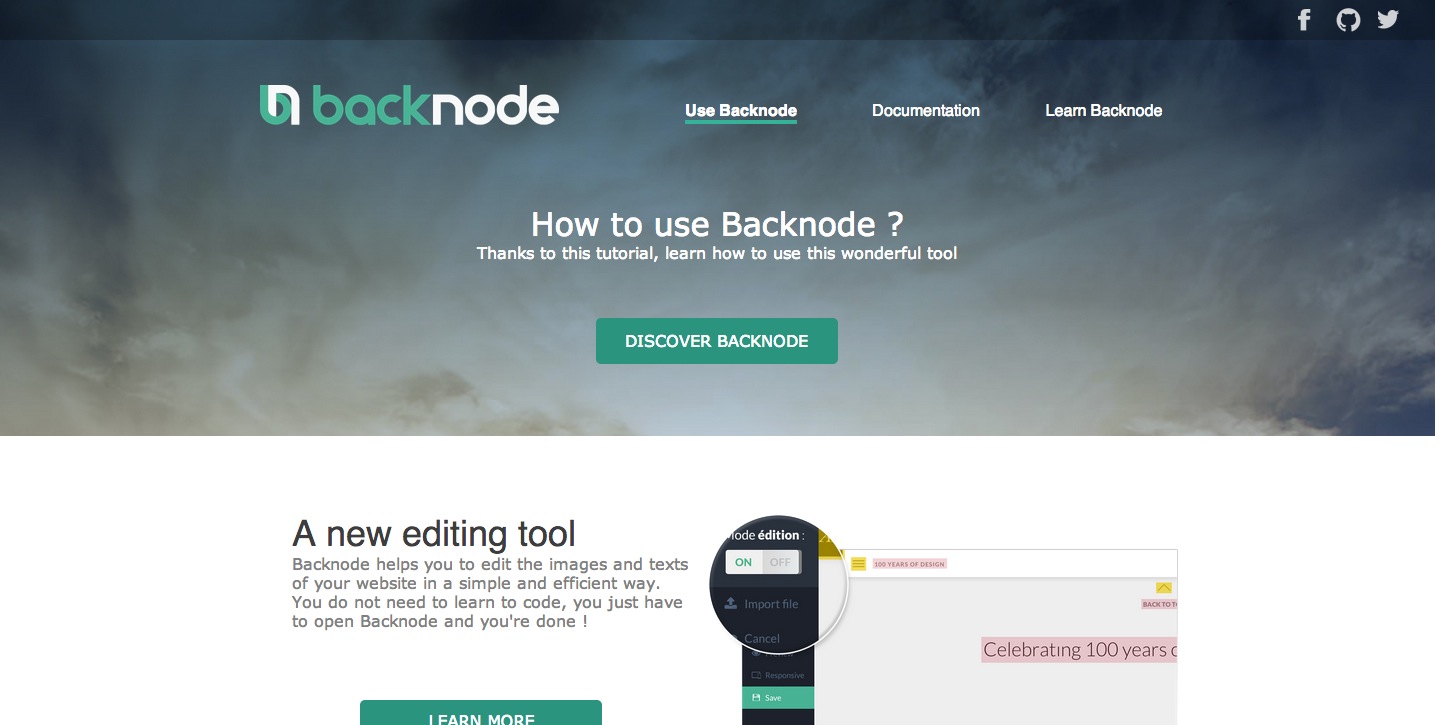 backnode
Use Backnode
Documentation
Learn Backnode
How to use Backnode ?
Thanks to this tutorial, learn how to use this wonderful tool
DISCOVER BACKNODE
A new editing tool
Backnode helps you to edit the images and texts
of your website in a simple and efficient way.
You do not need to learn to code, you just have
to open Backnode and you're done !
LEARN MORE
édition :
ON OFF
Import file
Cancel
Responsive
Save
100 YEARS OF DESIGN
BACK TO
Celebrating 100 years